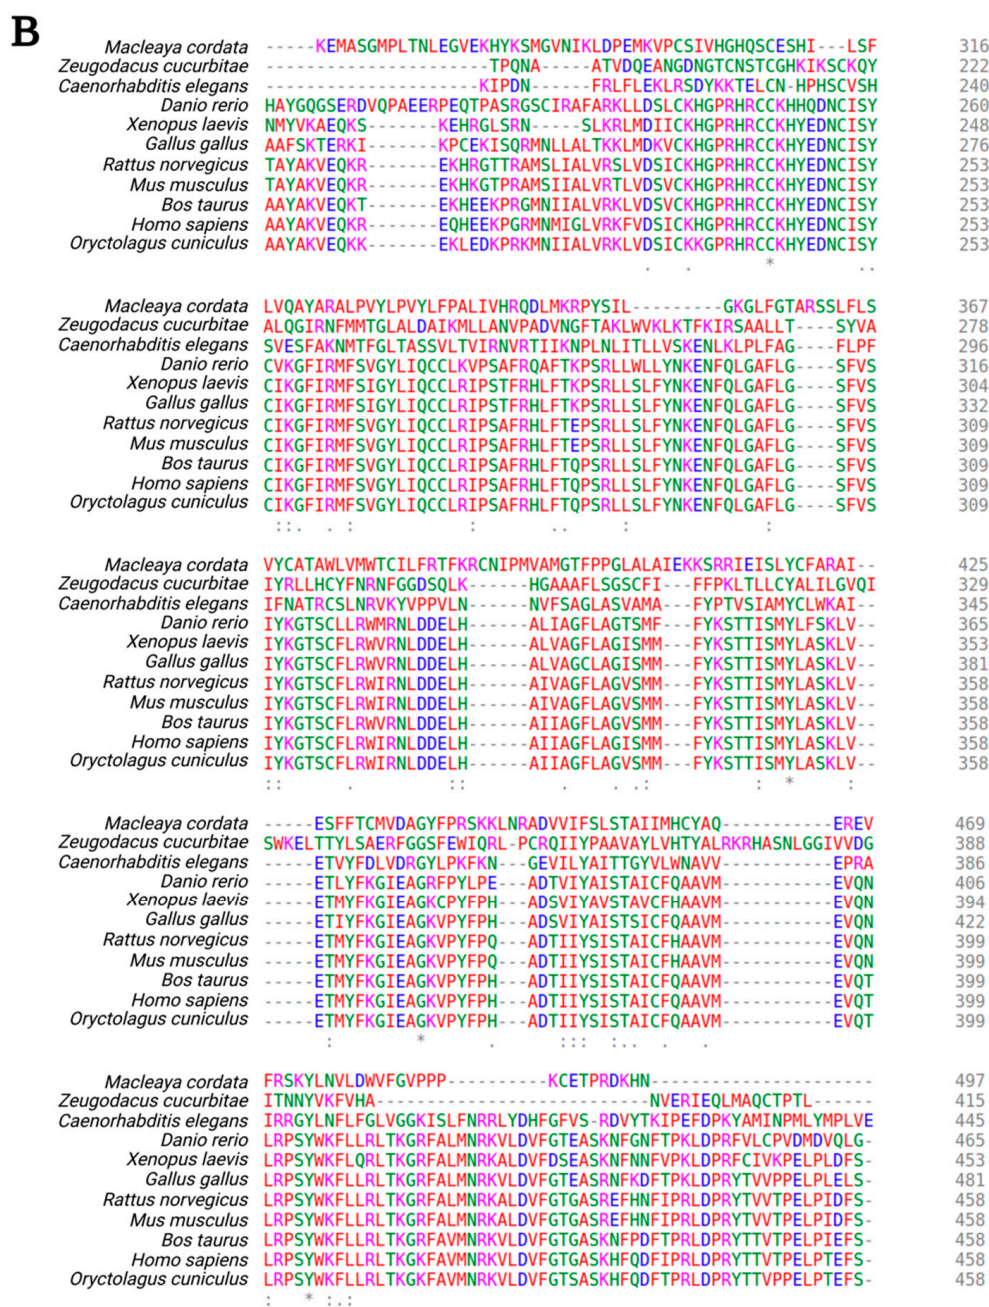 B
Macleaya cordata -----KEMASGMPLTNLEGVEKHYKSMGVNIKLDPEMKVPCSIVHGHQSCESHI---LSF 316
Zeugodacus cucurbitae ----------------------TPQNA-----ATVDQEANGDNGTCNSTCGHKIKSCKQY 222
Caenorhabditis elegans ---------------------KIPDN------FRLFLEKLRSDYKKTELCN-HPHSCVSH 240
Danio rerio HAYGQGSERDVQPAEERPEQTPASRGSCIRAFARKLLDSLCKHGPRHRCCKHHQDNCISY 260
Xenopus laevis NMYVKAEQKS-------KEHRGLSRN-----SLKRLMDIICKHGPRHRCCKHYEDNCISY 248
Gallus gallus AAFSKTERKI-------KPCEKISQRMNLLALTKKLMDKVCKHGPRHRCCKHYEDNCISY 276
Rattus norvegicus TAYAKVEQKR-------EKHRGTTRAMSLIALVRSLVDSICKHGPRHRCCKHYEDNCISY 253
Mus musculus TAYAKVEQKR-------EKHKGTPRAMSIIALVRTLVDSVCKHGPRHRCCKHYEDNCISY 253
Bos taurus AAYAKVEQKT-------EKHEEKPRGMNIIALVRKLVDSVCKHGPRHRCCKHYEDNCISY 253
Homo sapiens AAYAKVEQKR-------EQHEEKPGRMNMIGLVRKFVDSICKHGPRHRCCKHYEDNCISY 253
Oryctolagus cuniculus AAYAKVEQKK-------EKLEDKPRKMNIIALVRKLVDSICKKGPRHRCCKHYEDNCISY 253
. . * ..
Macleaya cordata LVQAYARALPVYLPVYLFPALIVHRQDLMKRPYSIL---------GKGLFGTARSSLFLS 367
Zeugodacus cucurbitae ALQGIRNFMMTGLALDAIKMLLANVPADVNGFTAKLWVKLKTFKIRSAALLT----SYVA 278
Caenorhabditis elegans SVESFAKNMTFGLTASSVLTVIRNVRTIIKNPLNLITLLVSKENLKLPLFAG----FLPF 296
Danio rerio CVKGFIRMFSVGYLIQCCLKVPSAFRQAFTKPSRLLWLLYNKENFQLGAFLG----SFVS 316
Xenopus laevis CIKGFIRMFSVGYLIQCCLRIPSTFRHLFTKPSRLLSLFYNKENFQLGAFLG----SFVS 304
Gallus gallus CIKGFIRMFSIGYLIQCCLRIPSTFRHLFTKPSRLLSLFYNKENFQLGAFLG----SFVS 332
Rattus norvegicus CIKGFIRMFSVGYLIQCCLRIPSAFRHLFTEPSRLLSLFYNKENFQLGAFLG----SFVS 309
Mus musculus CIKGFIRMFSVGYLIQCCLRIPSAFRHLFTEPSRLLSLFYNKENFQLGAFLG----SFVS 309
Bos taurus CIKGFIRMFSVGYLIQCCLRIPSAFRHLFTQPSRLLSLFYNKENFQLGAFLG----SFVS 309
Homo sapiens CIKGFIRMFSVGYLIQCCLRIPSAFRHLFTQPSRLLSLFYNKENFQLGAFLG----SFVS 309
Oryctolagus cuniculus CIKGFIRMFSVGYLIQCCLRIPSAFRHLFTQPSRLLSLFYNKENFQLGAFLG----SFVS 309
::. . : : .. : :
Macleaya cordata VYCATAWLVMWTCILFRTFKRCNIPMVAMGTFPPGLALAIEKKSRRIEISLYCFARAI-- 425
Zeugodacus cucurbitae IYRLLHCYFNRNFGGDSQLK------HGAAAFLSGSCFI---FFPKLTLLCYALILGVQI 329
Caenorhabditis elegans IFNATRCSLNRVKYVPPVLN------NVFSAGLASVAMA---FYPTVSIAMYCLWKAI-- 345
Danio rerio IYKGTSCLLRWMRNLDDELH------ALIAGFLAGTSMF---FYKSTTISMYLFSKLV-- 365
Xenopus laevis IYKGTSCFLRWMRNLDDELH------ALVAGFLAGISMM---FYKSTTISMYLASKLV-- 353
Gallus gallus IYKGTSCFLRWVRNLDDELH------ALVAGCLAGISMM---FYKSTTISMYLASKLV-- 381
Rattus norvegicus IYKGTSCFLRWIRNLDDELH------AIVAGFLAGVSMM---FYKSTTISMYLASKLV-- 358
Mus musculus IYKGTSCFLRWIRNLDDELH------AIVAGFLAGVSMM---FYKSTTISMYLASKLV-- 358
Bos taurus IYKGTSCFLRWVRNLDDELH------AIIAGFLAGVSMM---FYKSTTISMYLASKLV-- 358
Homo sapiens IYKGTSCFLRWIRNLDDELH------AIIAGFLAGISMM---FYKSTTISMYLASKLV-- 358
Oryctolagus cuniculus IYKGTSCFLRWIRNLDDELH------AIIAGFLAGVSMM---FYKSTTISMYLASKLV-- 358
:: . :: . . .: : * :
Macleaya cordata -----ESFFTCMVDAGYFPRSKKLNRADVVIFSLSTAIIMHCYAQ-----------EREV 469
Zeugodacus cucurbitae SWKELTTYLSAERFGGSFEWIQRL-PCRQIIYPAAVAYLVHTYALRKRHASNLGGIVVDG 388
Caenorhabditis elegans -----ETVYFDLVDRGYLPKFKN--GEVILYAITTGYVLWNAVV-----------EPRA 386
Danio rerio -----ETLYFKGIEAGRFPYLPE---ADTVIYAISTAICFQAAVM-----------EVQN 406
Xenopus laevis -----ETMYFKGIEAGKCPYFPH---ADSVIYAVSTAVCFHAAVM-----------EVQN 394
Gallus gallus -----ETIYFKGIEAGKVPYFPH---ADSVIYAISTSICFQAAVM-----------EVQN 422
Rattus norvegicus -----ETMYFKGIEAGKVPYFPQ---ADTIIYSISTAICFHAAVM-----------EVQN 399
Mus musculus -----ETMYFKGIEAGKVPYFPQ---ADTIIYSISTAICFHAAVM-----------EVQN 399
Bos taurus -----ETMYFKGIEAGKVPYFPH---ADTIIYSISTAICFQAAVM-----------EVQT 399
Homo sapiens -----ETMYFKGIEAGKVPYFPH---ADTIIYSISTAICFQAAVM-----------EVQT 399
Oryctolagus cuniculus -----ETMYFKGIEAGKVPYFPH---ADTIIYSISTAICFQAAVM-----------EVQT 399
: * . ::: :.. . .
Macleaya cordata FRSKYLNVLDWVFGVPPP----------KCETPRDKHN---------------------- 497
Zeugodacus cucurbitae ITNNYVKFVHA---------------------------NVERIEQLMAQCTPTL------ 415
Caenorhabditis elegans IRRGYLNFLFGLVGGKISLFNRRLYDHFGFVS-RDVYTKIPEFDPKYAMINPMLYMPLVE 445
Danio rerio LRPSYWKFLLRLTKGRFALMNRKVLDVFGTEASKNFGNFTPKLDPRFVLCPVDMDVQLG- 465
Xenopus laevis LRPSYWKFLQRLTKGRFALMNRKALDVFDSEASKNFNNFVPKLDPRFCIVKPELPLDFS- 453
Gallus gallus LRPSYWKFLLRLTKGRFALMNRKALDVFGTEASRNFKDFTPKLDPRYTVVPPELPLELS- 481
Rattus norvegicus LRPSYWKFLLRLTKGRFALMNRKALDVFGTGASREFHNFIPRLDPRYTVVTPELPIDFS- 458
Mus musculus LRPSYWKFLLRLTKGRFALMNRKALDVFGTGASREFHNFIPRLDPRYTVVTPELPIDFS- 458
Bos taurus LRPSYWKFLLRLTKGKFAVMNRKVLDVFGTGASKNFPDFTPRLDPRYTTVTPELPIEFS- 458
Homo sapiens LRPSYWKFLLRLTKGKFAVMNRKVLDVFGTGASKHFQDFIPRLDPRYTTVTPELPTEFS- 458
Oryctolagus cuniculus LRPSYWKFLLRLTKGKFAVMNRKVLDVFGTSASKHFQDFTPRLDPRYTTVPPELPTEFS- 458
: * :.: